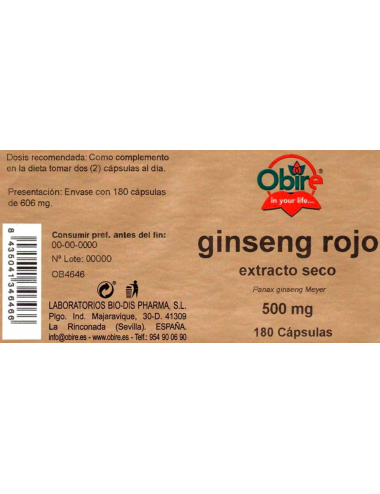 Dosis recomendada: Como complemento
en la dieta tomar dos (2) cápsulas al día.
Presentación: Envase con 180 cápsulas
de 606 mg.
Consumir pref. antes del fin:
00-00-0000
Nº Lote: 00000
OB4646
8 435041 346466
LABORATORIOS BIO-DIS PHARMA, S.L.
Plgo. Ind. Majaravique, 30-D. 41309
La Rinconada (Sevilla). ESPAÑA.
info@obire.es - www.obire.es - Telf.: 954 90 06 90
Obirē
in your life...
ginseng rojo
extracto seco
Panax ginseng Meyer
500 mg
180 Cápsulas